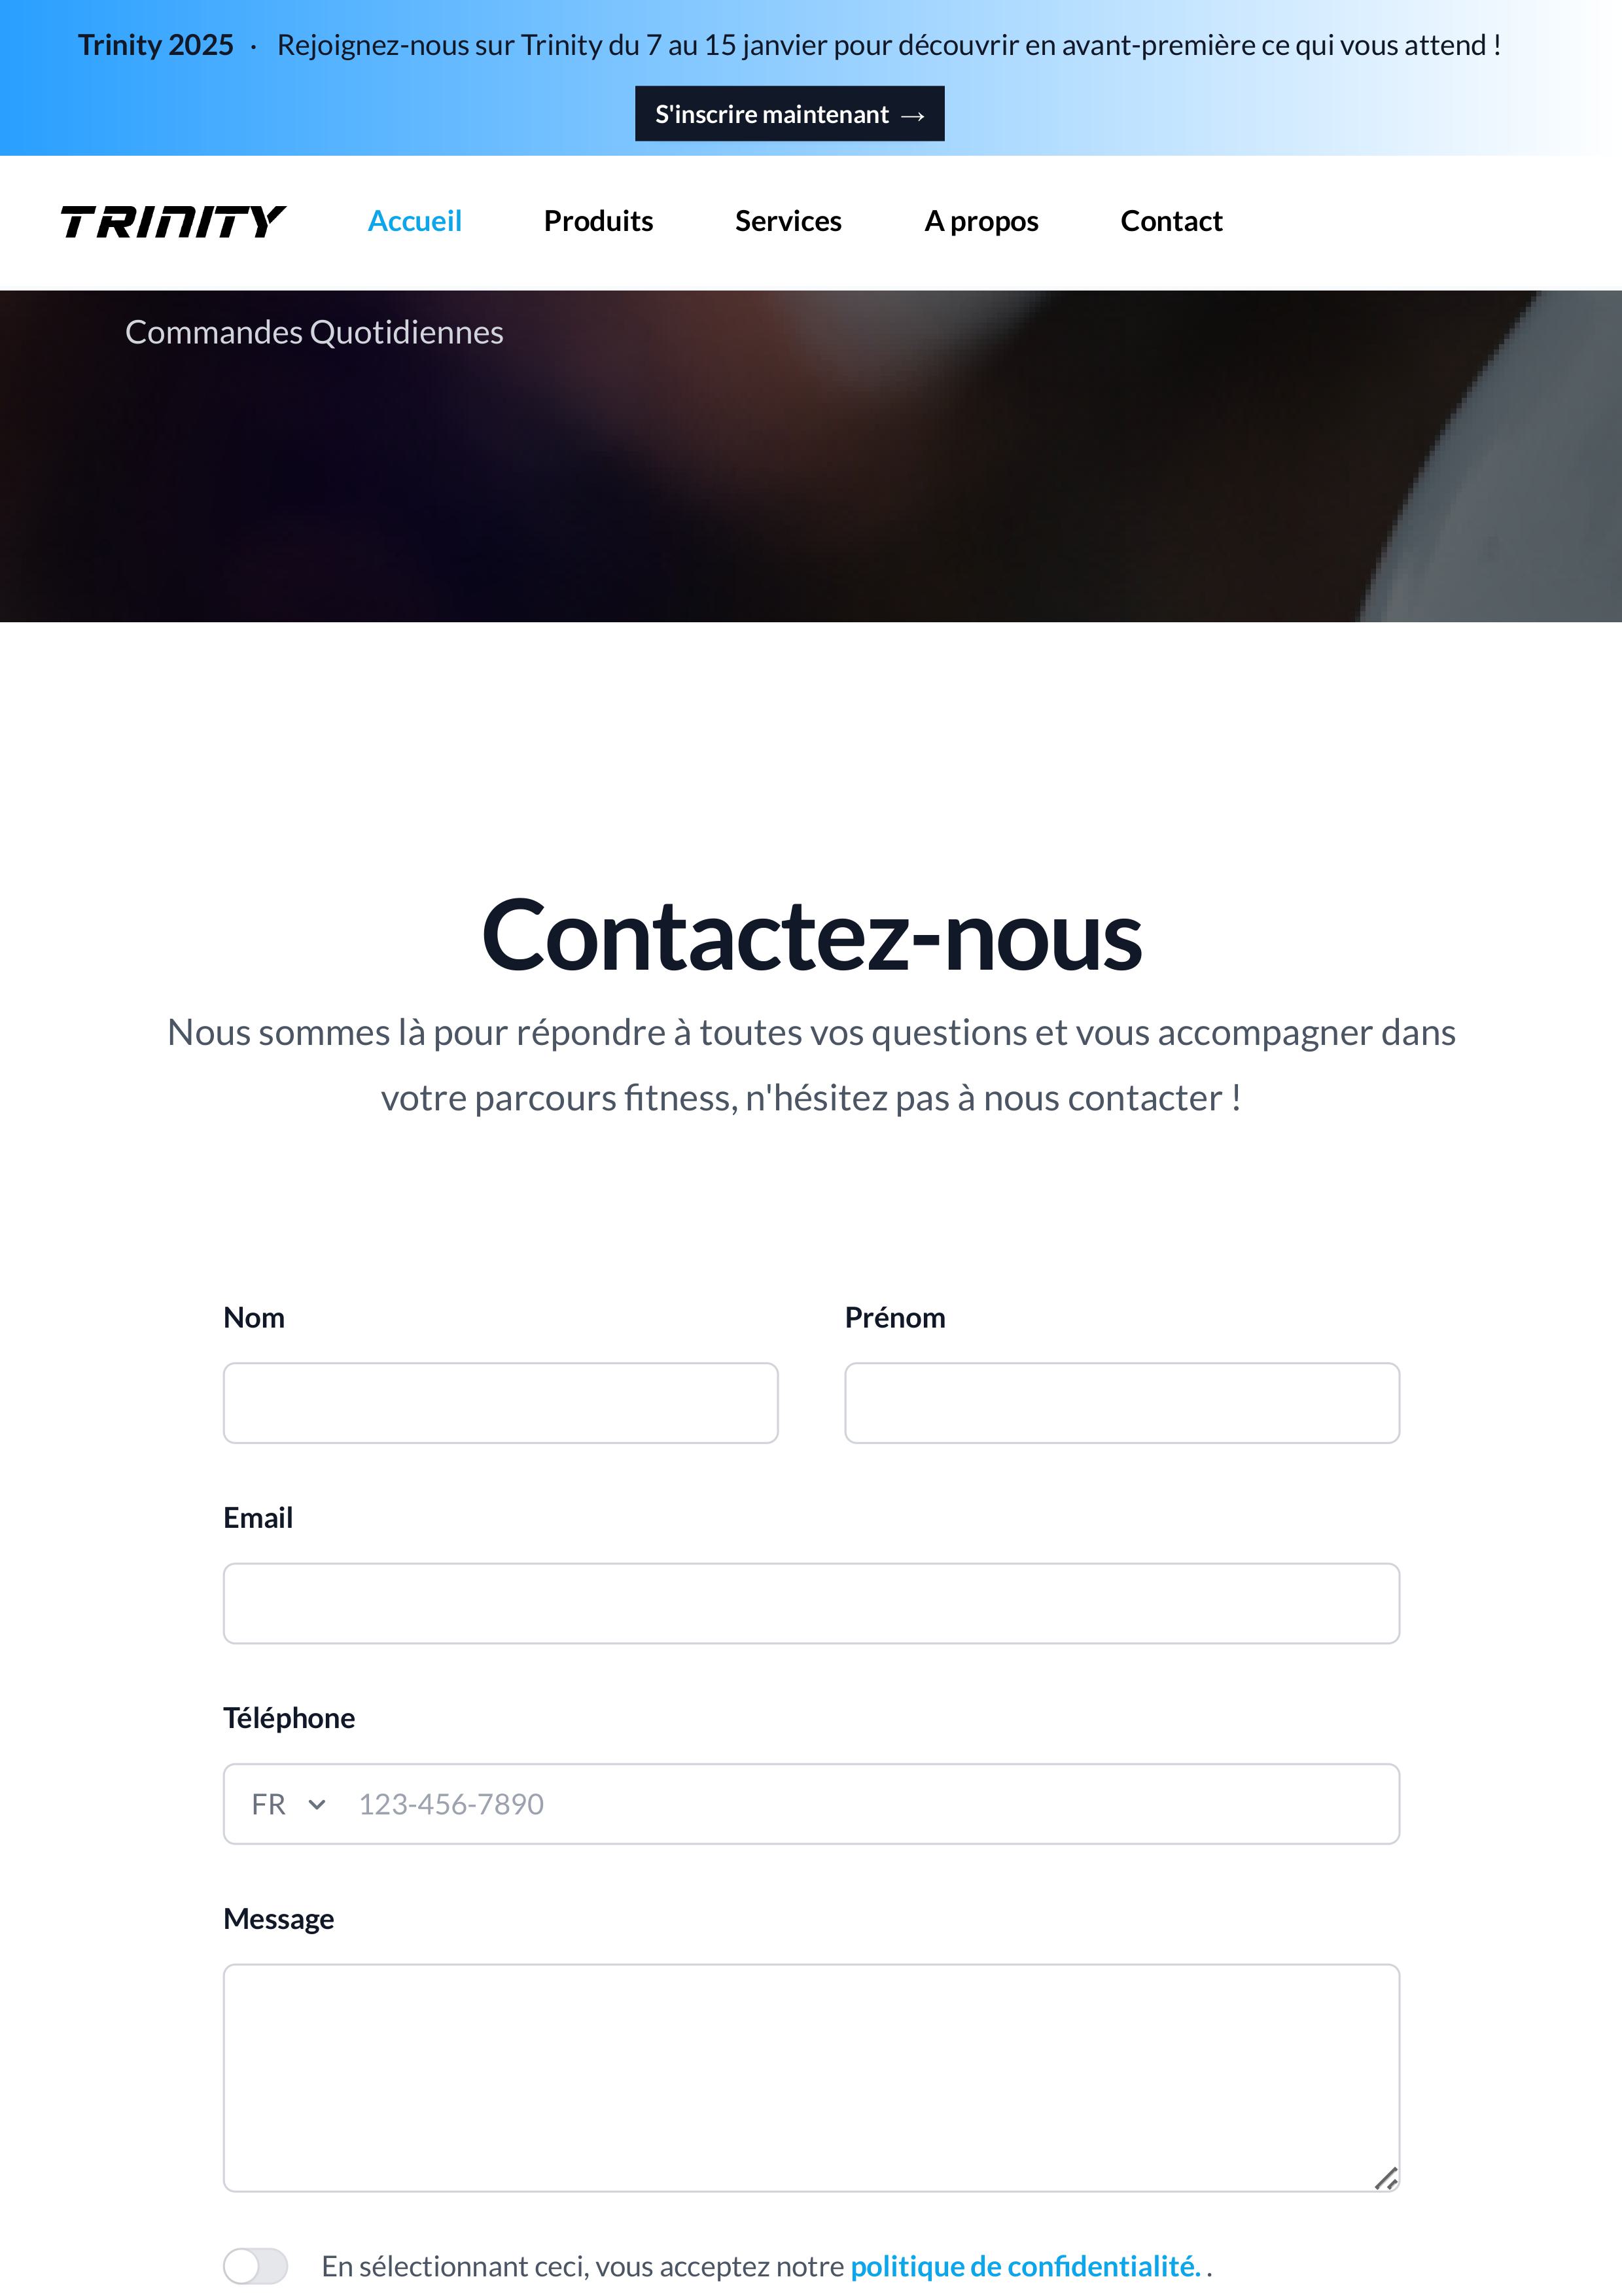 Trinity 2025 · Rejoignez-nous sur Trinity du 7 au 15 janvier pour découvrir en avant-première ce qui vous attend !
S'inscrire maintenant →
TRINITY Accueil Produits Services A propos Contact
Commandes Quotidiennes
Contactez-nous
Nous sommes là pour répondre à toutes vos questions et vous accompagner dans
votre parcours fitness, n'hésitez pas à nous contacter !
Nom Prénom
Email
Téléphone
FR 123-456-7890
Message
En sélectionnant ceci, vous acceptez notre politique de confidentialité. .